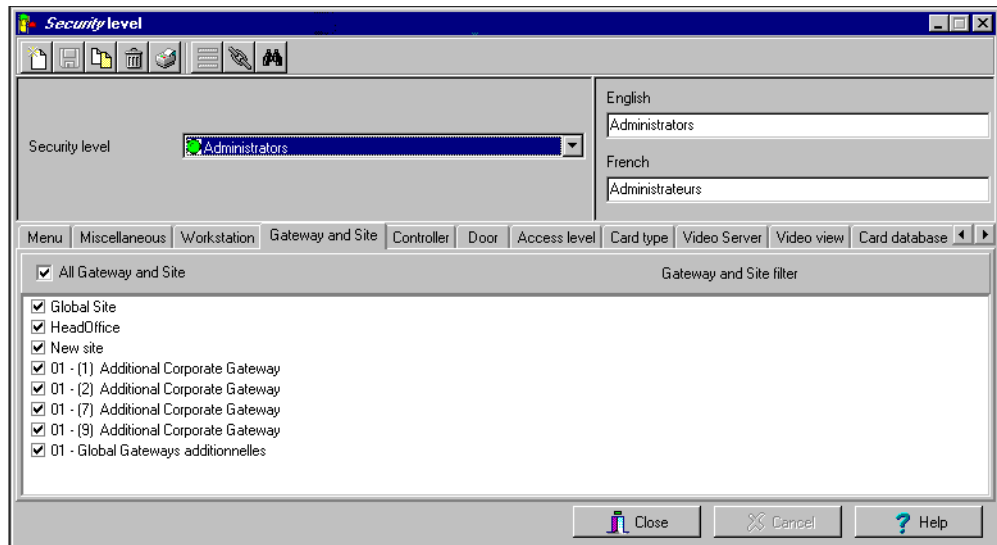 Security level
English
Administrators
Security level
Administrators
French
Administrateurs
Menu Miscellaneous Workstation Gateway and Site Controller Door Access level Card type Video Server Video view Card database
All Gateway and Site Gateway and Site filter
Global Site
HeadOffice
New site
01 - (1) Additional Corporate Gateway
01 - (2) Additional Corporate Gateway
01 - (7) Additional Corporate Gateway
01 - (9) Additional Corporate Gateway
01 - Global Gateways additionnelles
Close Cancel Help